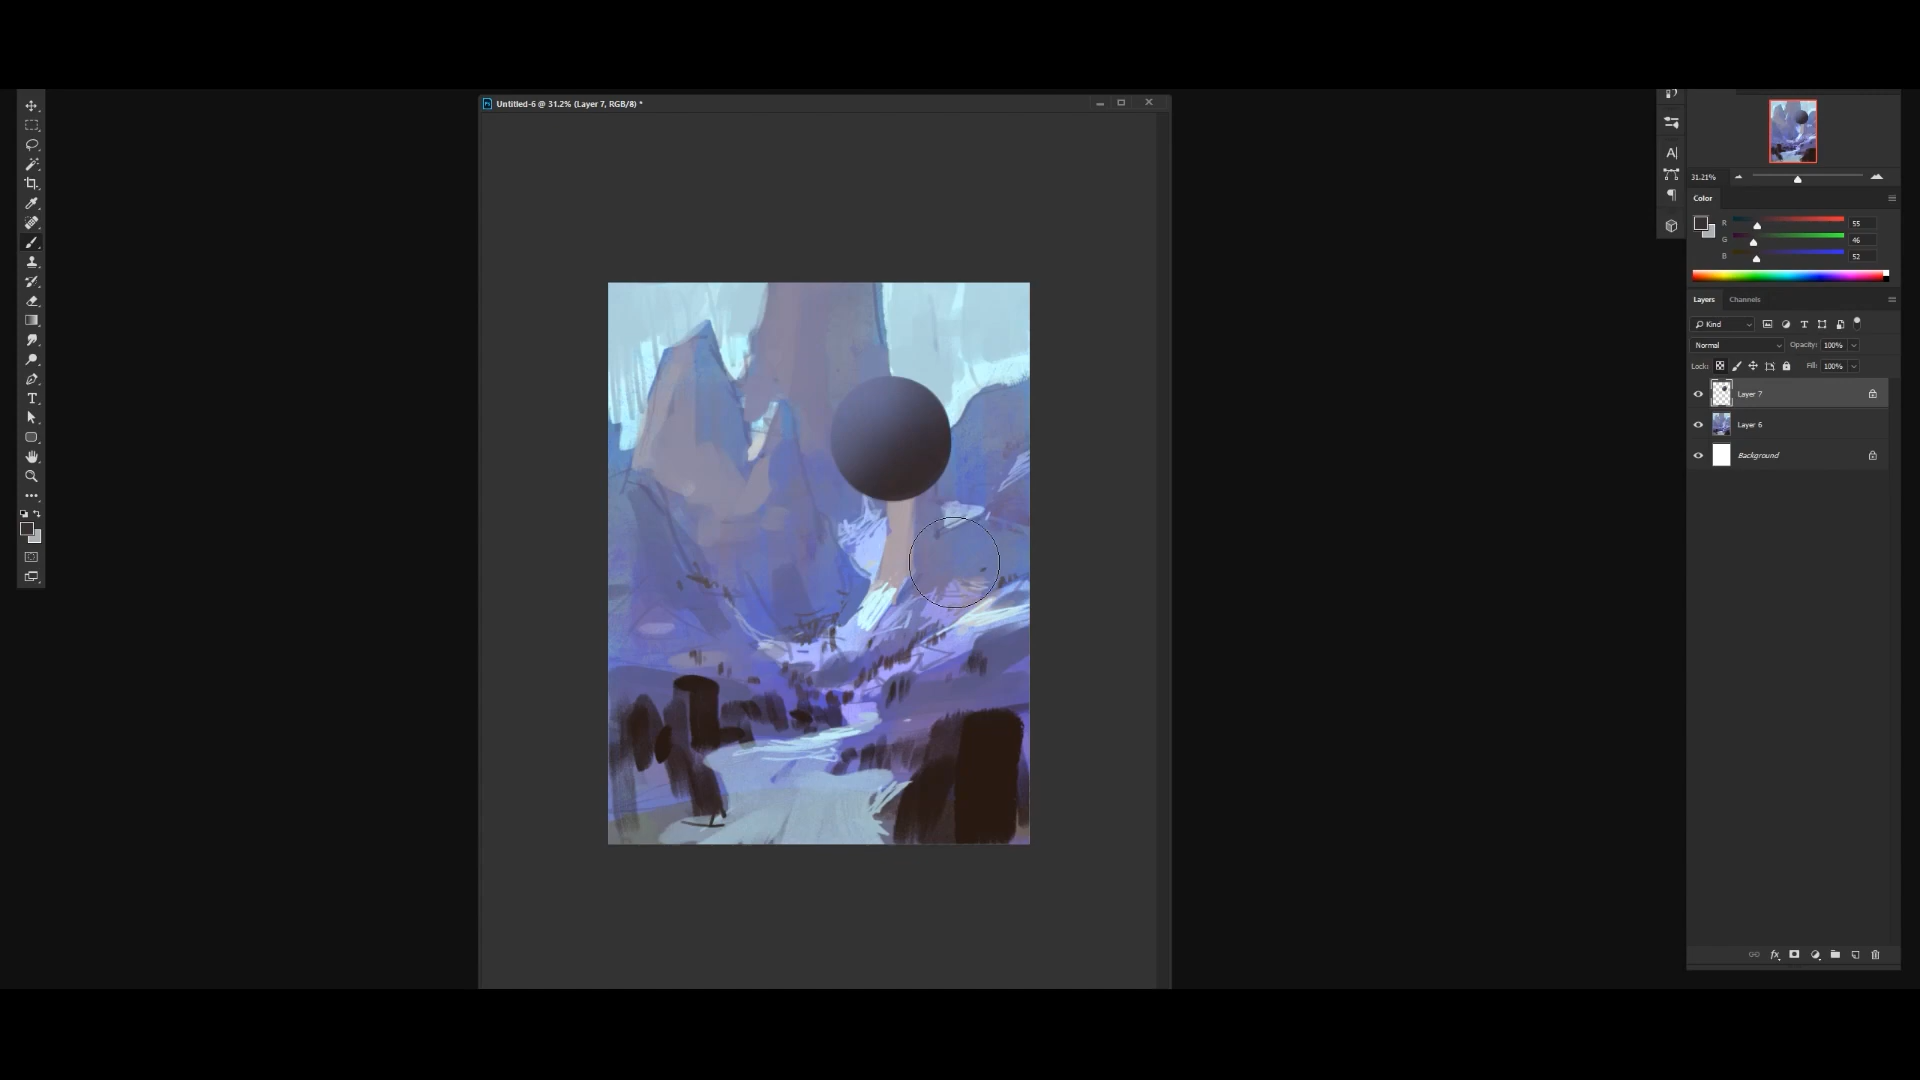 Untitled-6 @ 31.2% (Layer 7, RGB/8) *
A|
31.21%
Color
R 55
G 46
B 52
Layers Channels
Kind
Normal Opacity: 100%
Lock: Fill: 100%
Layer 7
Layer 6
Background
fx